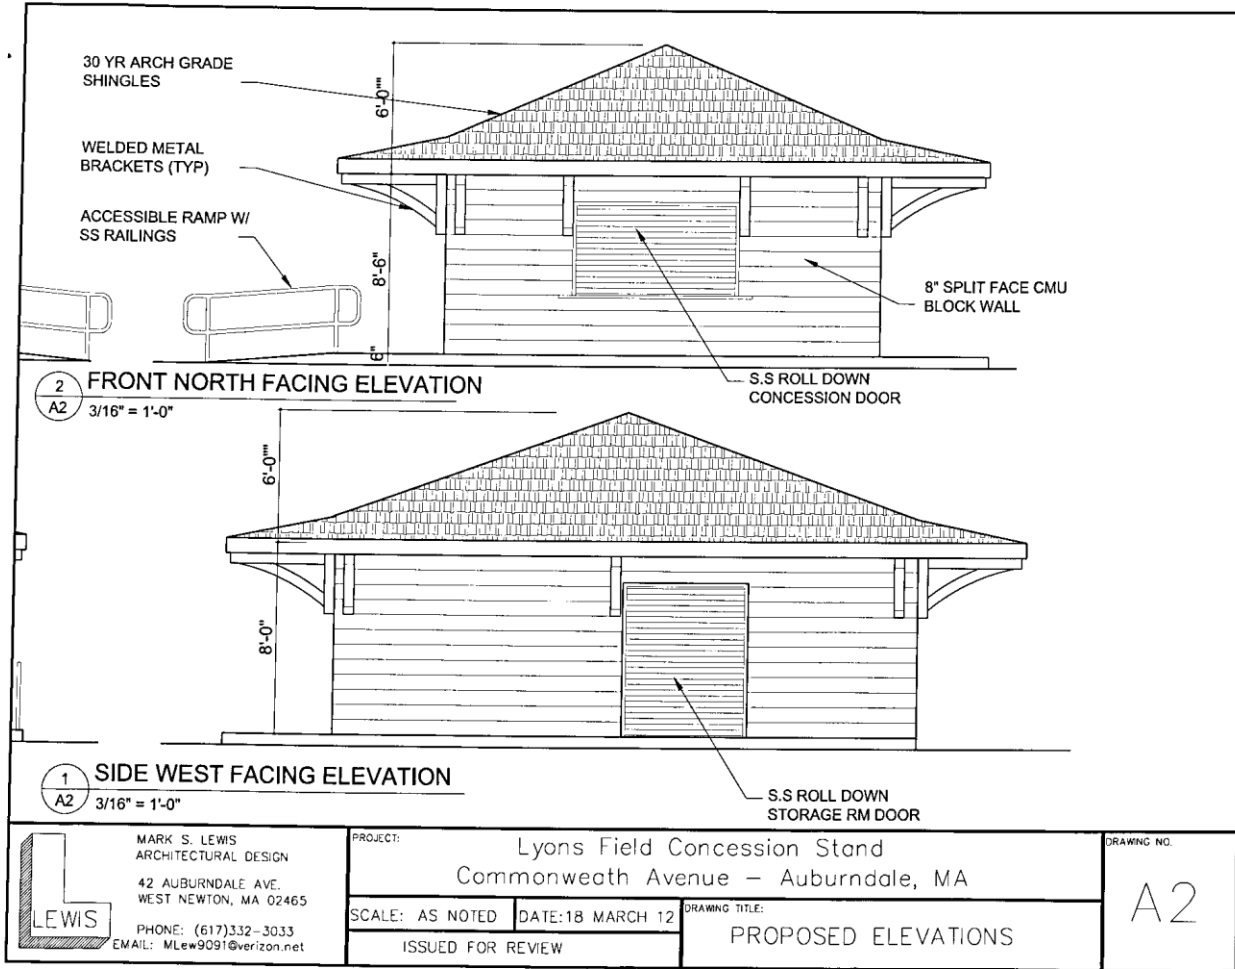 30 YR ARCH GRADE
SHINGLES
WELDED METAL
BRACKETS (TYP)
ACCESSIBLE RAMP W/
SS RAILINGS
6'-0""
8'-6"
6"
8" SPLIT FACE CMU
BLOCK WALL
S.S ROLL DOWN
CONCESSION DOOR
2
A2
FRONT NORTH FACING ELEVATION
3/16" = 1'-0"
6'-0""
8'-0"
S.S ROLL DOWN
STORAGE RM DOOR
1
A2
SIDE WEST FACING ELEVATION
3/16" = 1'-0"
LEWIS
MARK S. LEWIS
ARCHITECTURAL DESIGN
42 AUBURNDALE AVE.
WEST NEWTON, MA 02465
PHONE: (617)332-3033
EMAIL: MLew9091@verizon.net
PROJECT:
Lyons Field Concession Stand
Commonweath Avenue – Auburndale, MA
SCALE: AS NOTED
DATE:18 MARCH 12
ISSUED FOR REVIEW
DRAWING TITLE:
PROPOSED ELEVATIONS
DRAWING NO.
A2